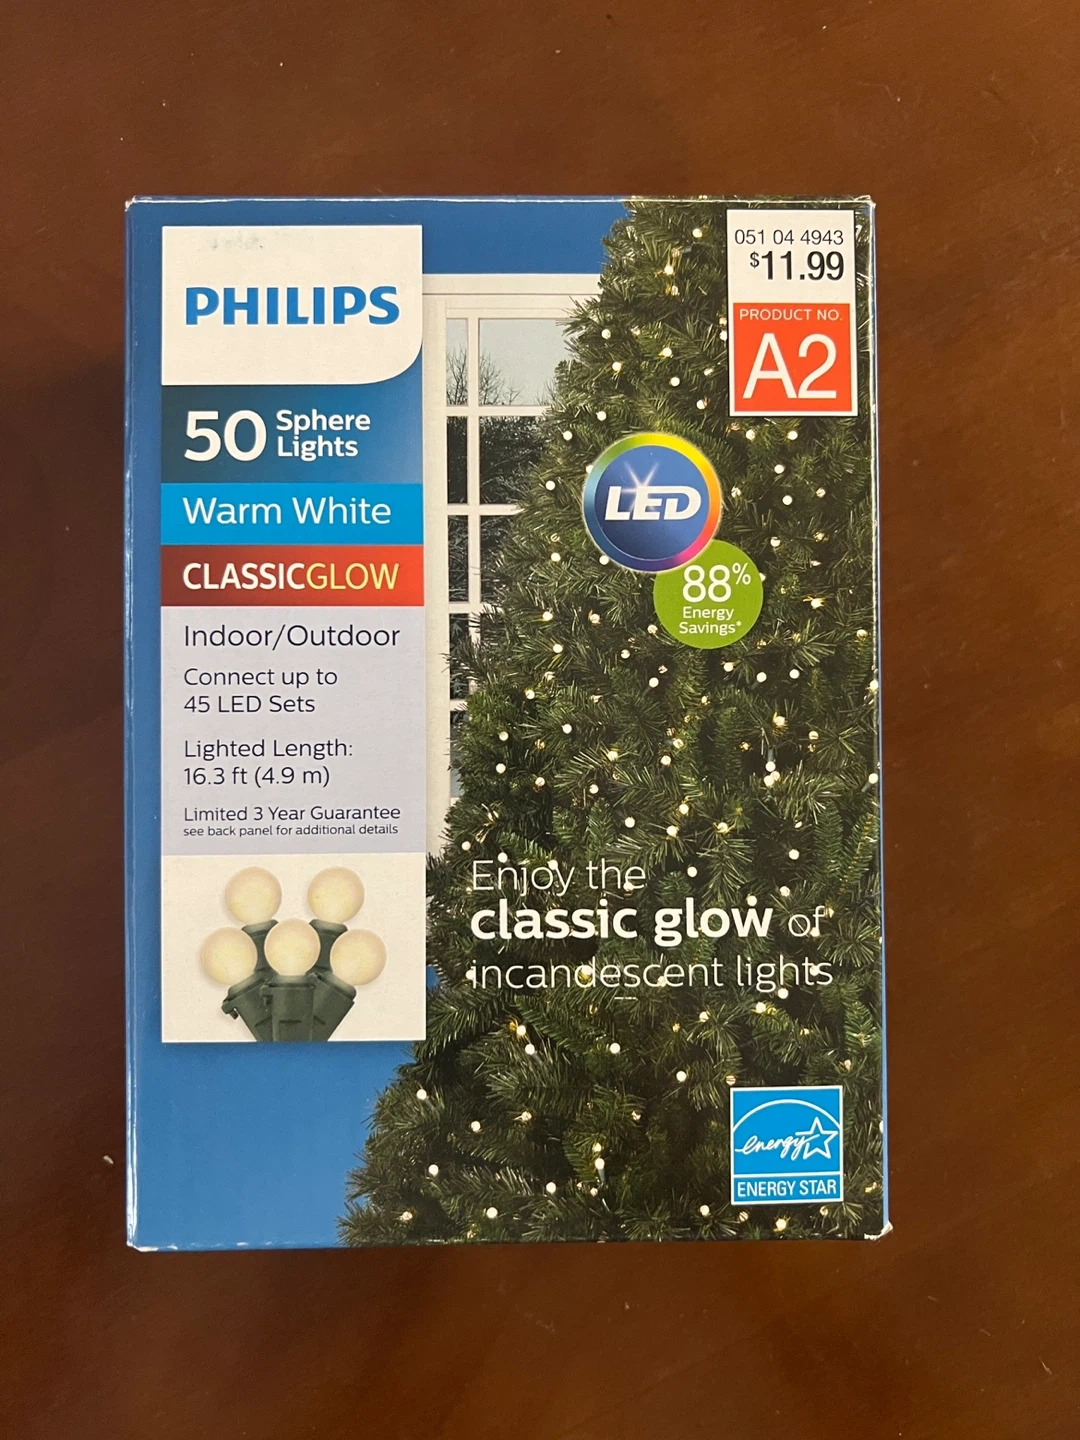 PHILIPS
051 04 4943
$11.99
PRODUCT NO.
A2
50 Sphere
Lights
Warm White
CLASSICGLOW
Indoor/Outdoor
Connect up to
45 LED Sets
Lighted Length:
16.3 ft (4.9 m)
Limited 3 Year Guarantee
see back panel for additional details
LED
88%
Energy
Savings*
Enjoy the
classic glow of
incandescent lights
energy
ENERGY STAR